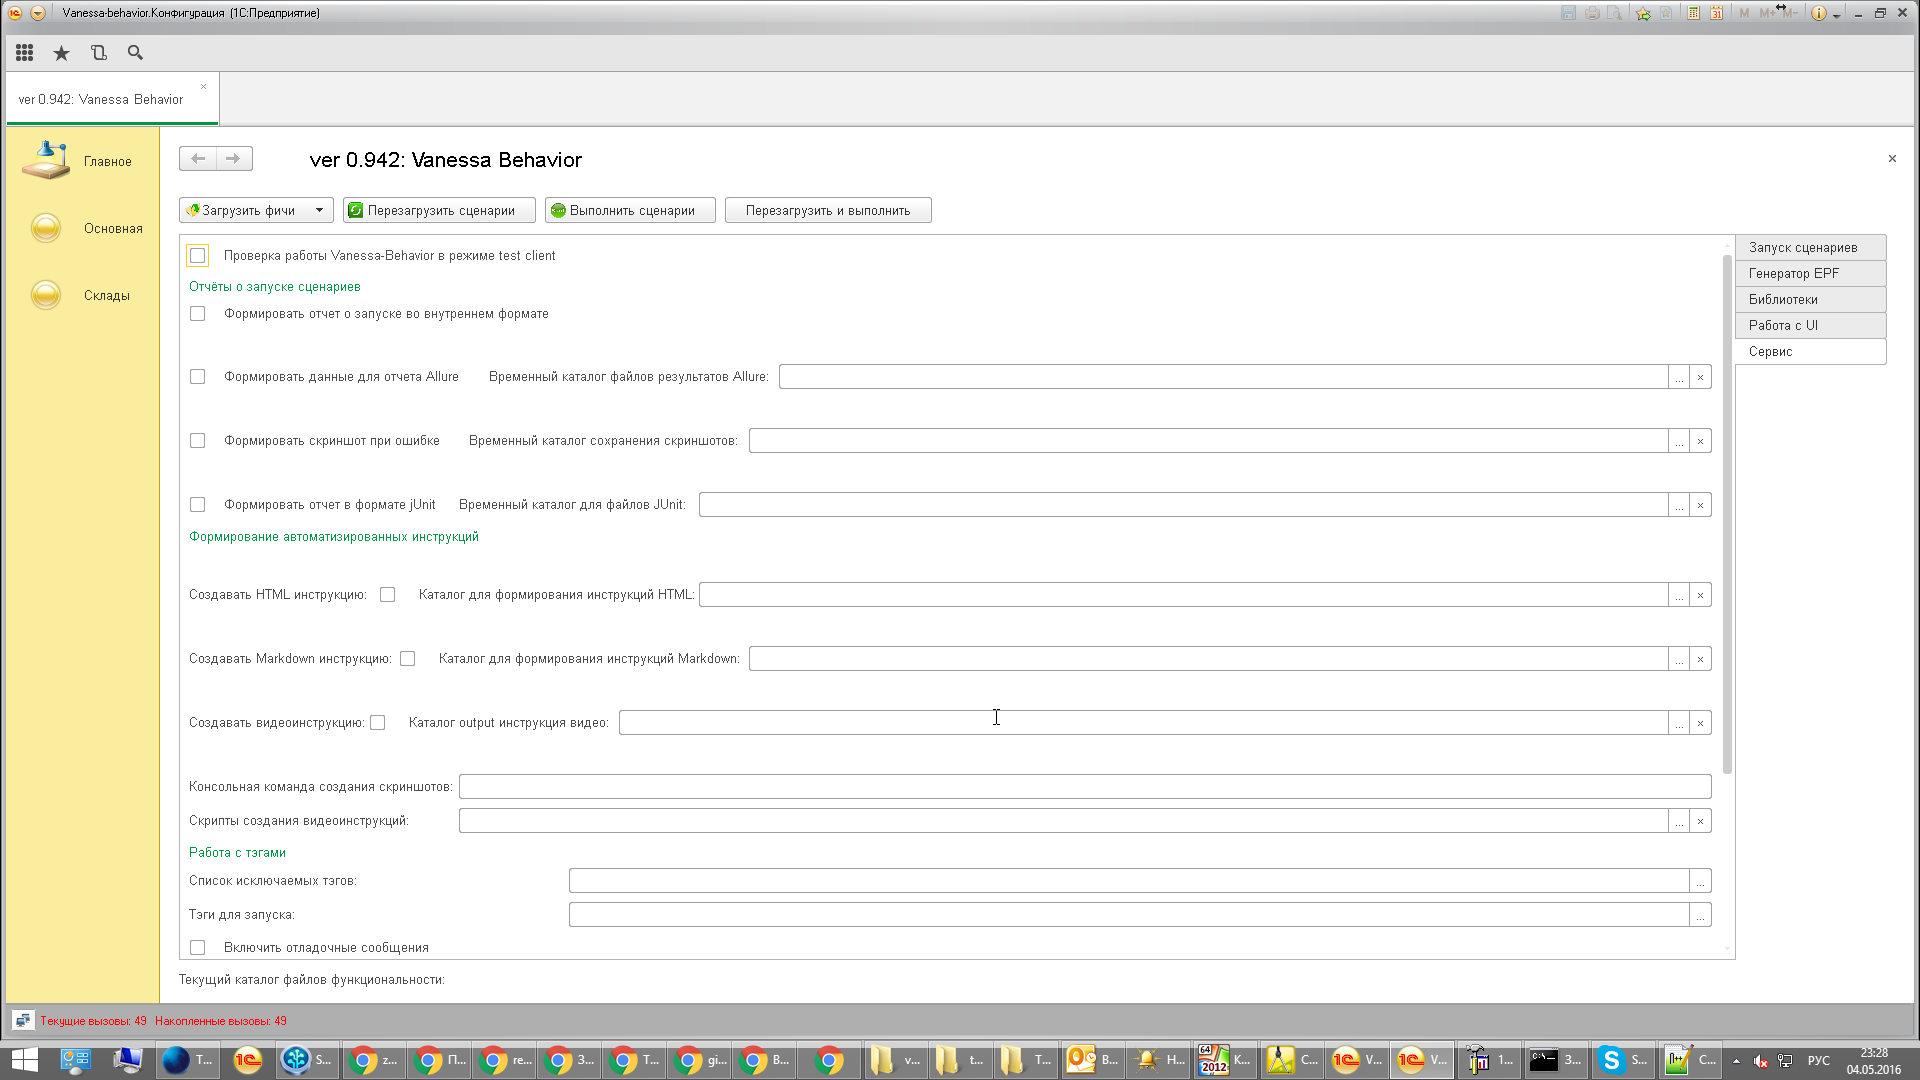 Vanessa-behavior.Конфигурация (1С:Предприятие)
M M+ M-
ver 0.942: Vanessa Behavior
Главное
Основная
Склады
ver 0.942: Vanessa Behavior
Загрузить фичи
Перезагрузить сценарии
Выполнить сценарии
Перезагрузить и выполнить
Проверка работы Vanessa-Behavior в режиме test client
Отчёты о запуске сценариев
Формировать отчет о запуске во внутреннем формате
Формировать данные для отчета Allure Временный каталог файлов результатов Allure:
Формировать скриншот при ошибке Временный каталог сохранения скриншотов:
Формировать отчет в формате jUnit Временный каталог для файлов JUnit:
Формирование автоматизированных инструкций
Создавать HTML инструкцию: Каталог для формирования инструкций HTML:
Создавать Markdown инструкцию: Каталог для формирования инструкций Markdown:
Создавать видеоинструкцию: Каталог output инструкция видео:
Консольная команда создания скриншотов:
Скрипты создания видеоинструкций:
Работа с тэгами
Список исключаемых тэгов:
Тэги для запуска:
Включить отладочные сообщения
Запуск сценариев
Генератор EPF
Библиотеки
Работа с UI
Сервис
Текущий каталог файлов функциональности:
Текущие вызовы: 49 Накопленные вызовы: 49
T... S... z... П... re... З... T... gi... B... v... t... T... B... Н... К... С... V... V... 1... З... S... С...
РУС
23:28
04.05.2016